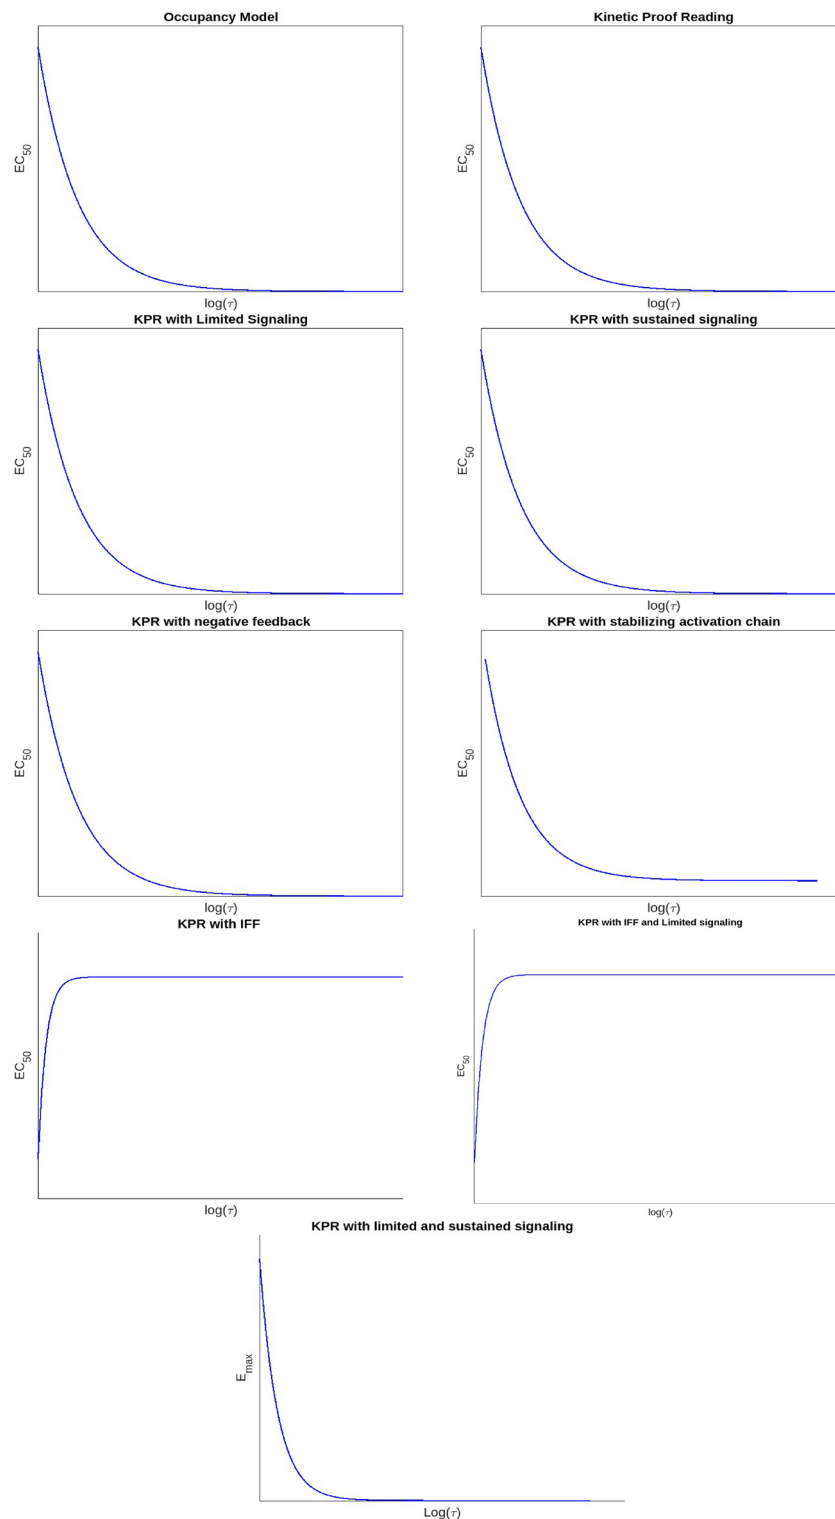 Occupancy Model
EC50
log(τ)
Kinetic Proof Reading
EC50
log(τ)
KPR with Limited Signaling
EC50
log(τ)
KPR with sustained signaling
EC50
log(τ)
KPR with negative feedback
EC50
log(τ)
KPR with stabilizing activation chain
EC50
log(τ)
KPR with IFF
EC50
log(τ)
KPR with IFF and Limited signaling
EC50
log(τ)
KPR with limited and sustained signaling
Emax
Log(τ)